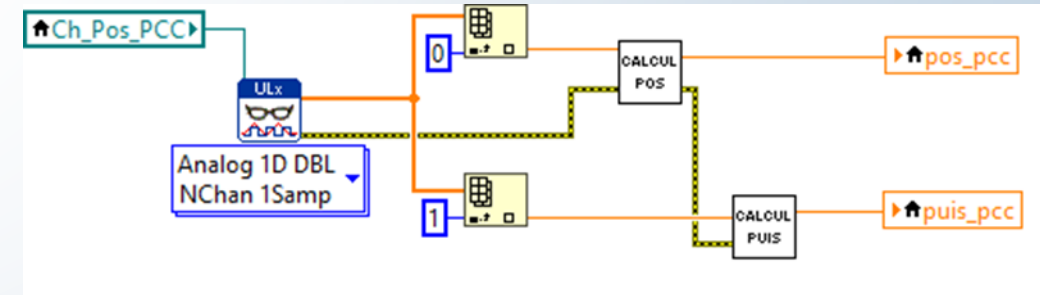 Ch_Pos_PCC
0
CALCUL
POS
pos_pcc
ULx
Analog 1D DBL
NChan 1Samp
1
CALCUL
PUIS
puis_pcc